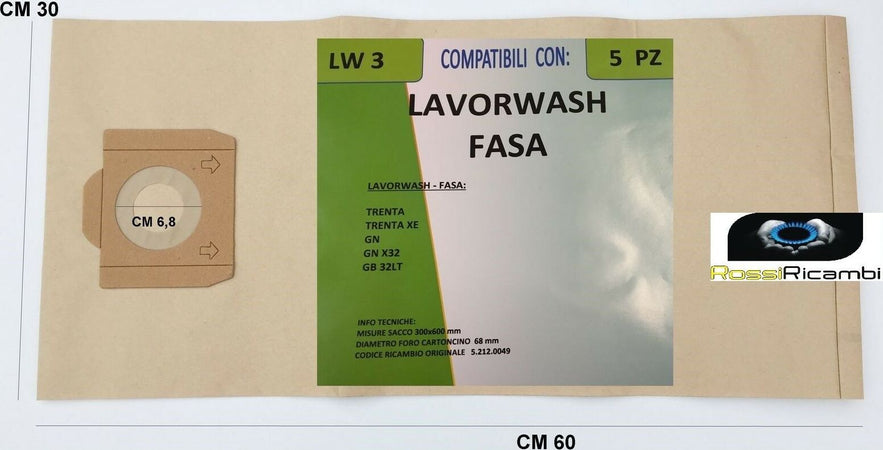 CM 30
LW 3
COMPATIBILI CON:
5 PZ
LAVORWASH
FASA
LAVORWASH - FASA:
TRENTA
TRENTA XE
GN
GN X32
GB 32LT
INFO TECNICHE:
MISURE SACCO 300x600 mm
DIAMETRO FORO CARTONCINO 68 mm
CODICE RICAMBIO ORIGINALE 5.212.0049
CM 6,8
RossiRicambi
CM 60